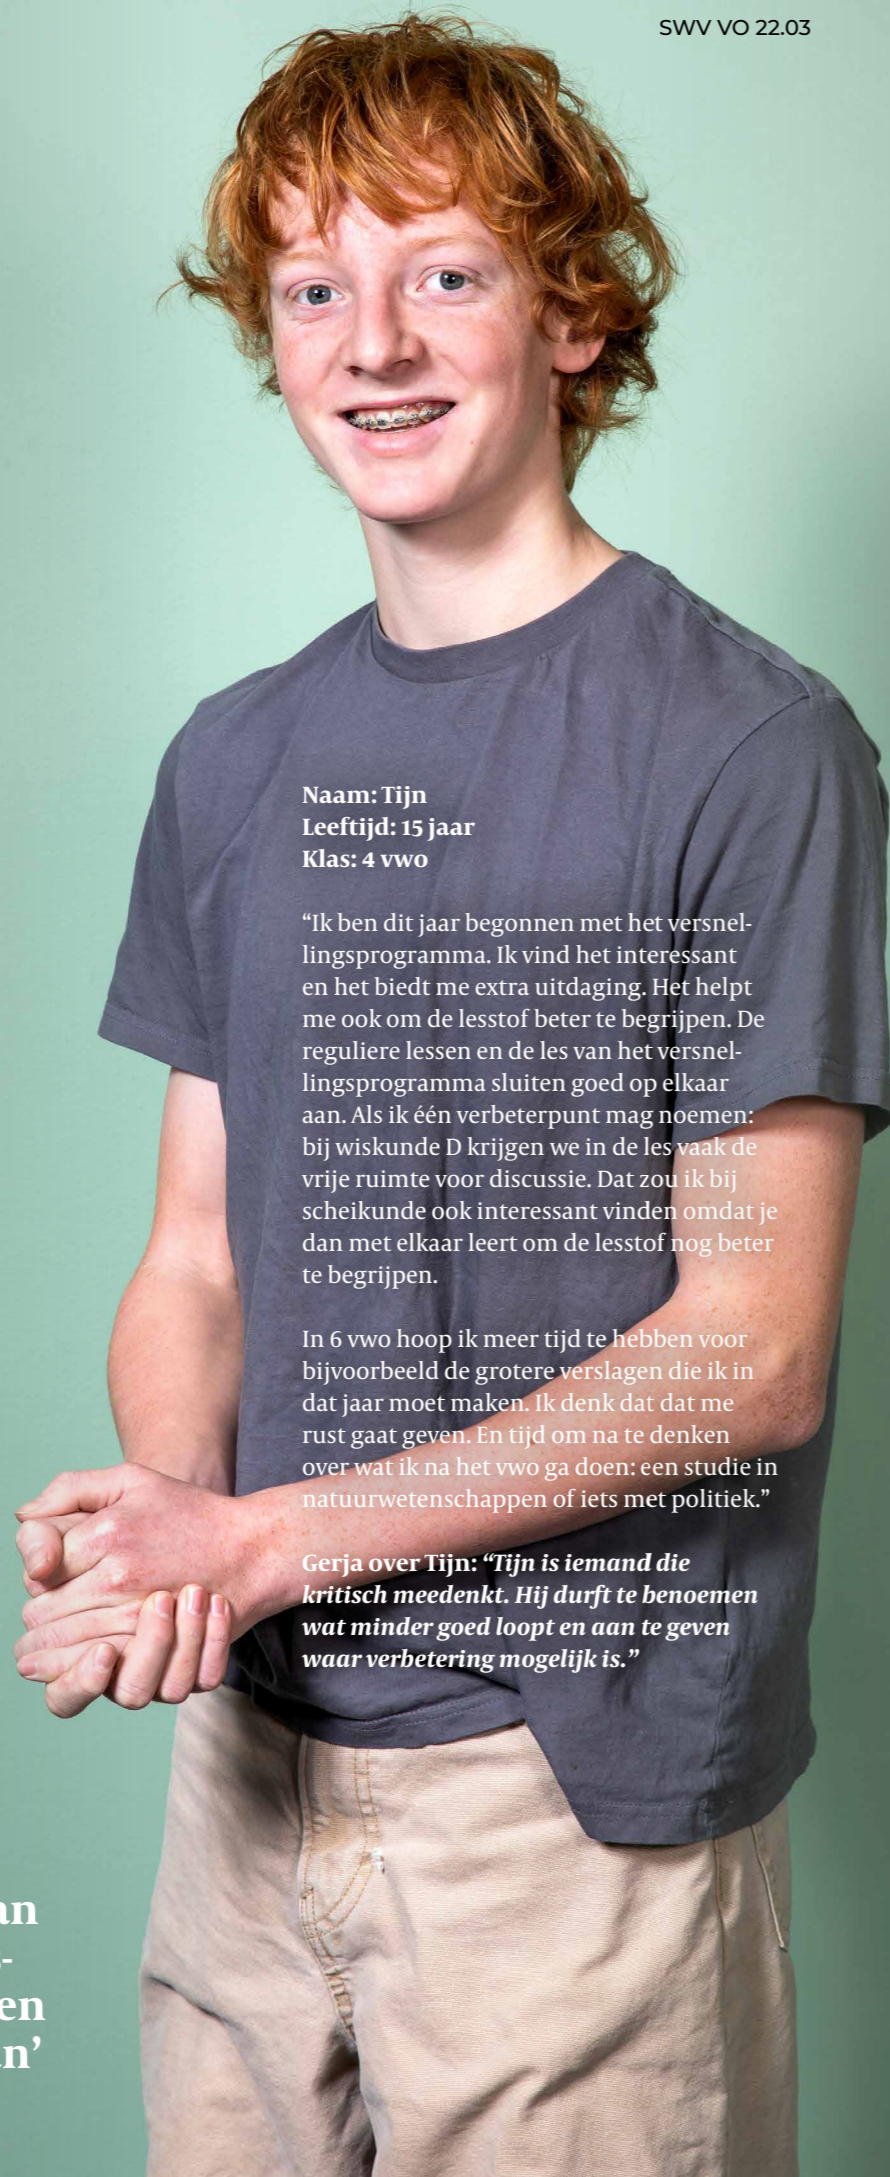 SWV VO 22.03
Naam: Tijn
Leeftijd: 15 jaar
Klas: 4 vwo
“Ik ben dit jaar begonnen met het versnel-
lingsprogramma. Ik vind het interessant
en het biedt me extra uitdaging. Het helpt
me ook om de lesstof beter te begrijpen. De
reguliere lessen en de les van het versnel-
lingsprogramma sluiten goed op elkaar
aan. Als ik één verbeterpunt mag noemen:
bij wiskunde D krijgen we in de les vaak de
vrije ruimte voor discussie. Dat zou ik bij
scheikunde ook interessant vinden omdat je
dan met elkaar leert om de lesstof nog beter
te begrijpen.
In 6 vwo hoop ik meer tijd te hebben voor
bijvoorbeeld de grotere verslagen die ik in
dat jaar moet maken. Ik denk dat dat me
rust gaat geven. En tijd om na te denken
over wat ik na het vwo ga doen: een studie in
natuurwetenschappen of iets met politiek.”
Gerja over Tijn: “Tijn is iemand die
kritisch meedenkt. Hij durft te benoemen
wat minder goed loopt en aan te geven
waar verbetering mogelijk is.”